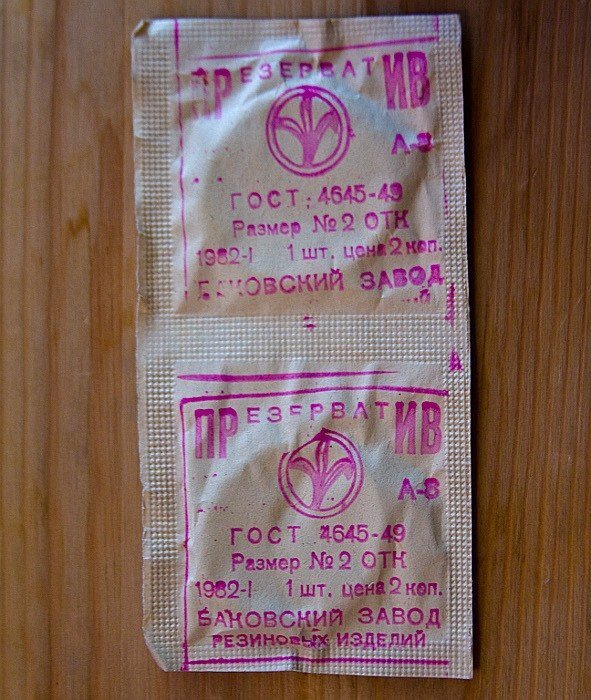 ПРЕЗЕРВАТИВ
А-8
ГОСТ 4645-49
Размер №2 ОТК
1982-I 1 шт. цена 2 коп.
БАКОВСКИЙ ЗАВОД
А
ПРЕЗЕРВАТИВ
А-8
ГОСТ 4645-49
Размер №2 ОТК
1982-I 1 шт. цена 2 коп.
БАКОВСКИЙ ЗАВОД
РЕЗИНОВЫХ ИЗДЕЛИЙ